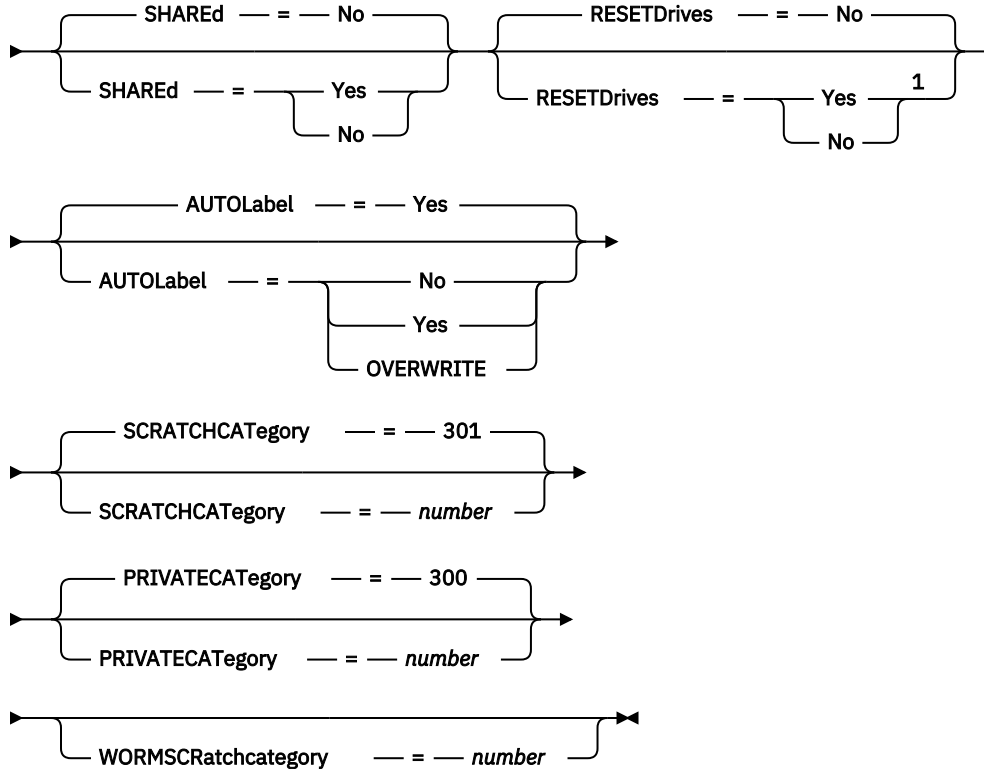 SHAREd = No RESETDrives = No
SHAREd = Yes RESETDrives = Yes 1
No No
AUTOLabel = Yes
AUTOLabel = No
Yes
OVERWRITE
SCRATCHCATegory = 301
SCRATCHCATegory = number
PRIVATECATegory = 300
PRIVATECATegory = number
WORMSCRatchcategory = number